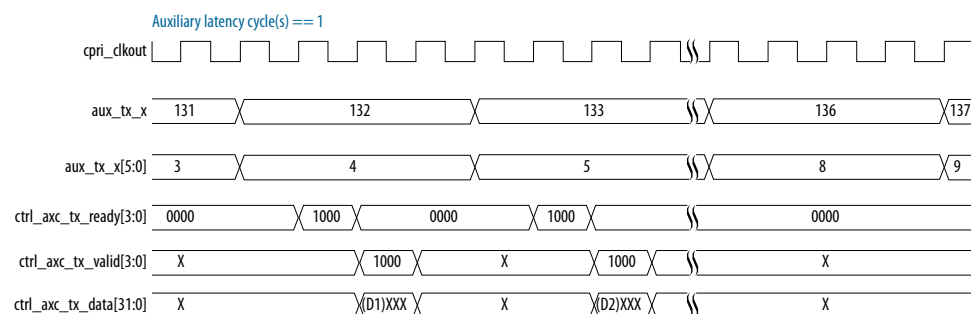 Auxiliary latency cycle(s) == 1
cpri_clkout
aux_tx_x 131 132 133 136 137
aux_tx_x[5:0] 3 4 5 8 9
ctrl_axc_tx_ready[3:0] 0000 1000 0000 1000 0000
ctrl_axc_tx_valid[3:0] X 1000 X 1000 X
ctrl_axc_tx_data[31:0] X (D1)XXX X (D2)XXX X